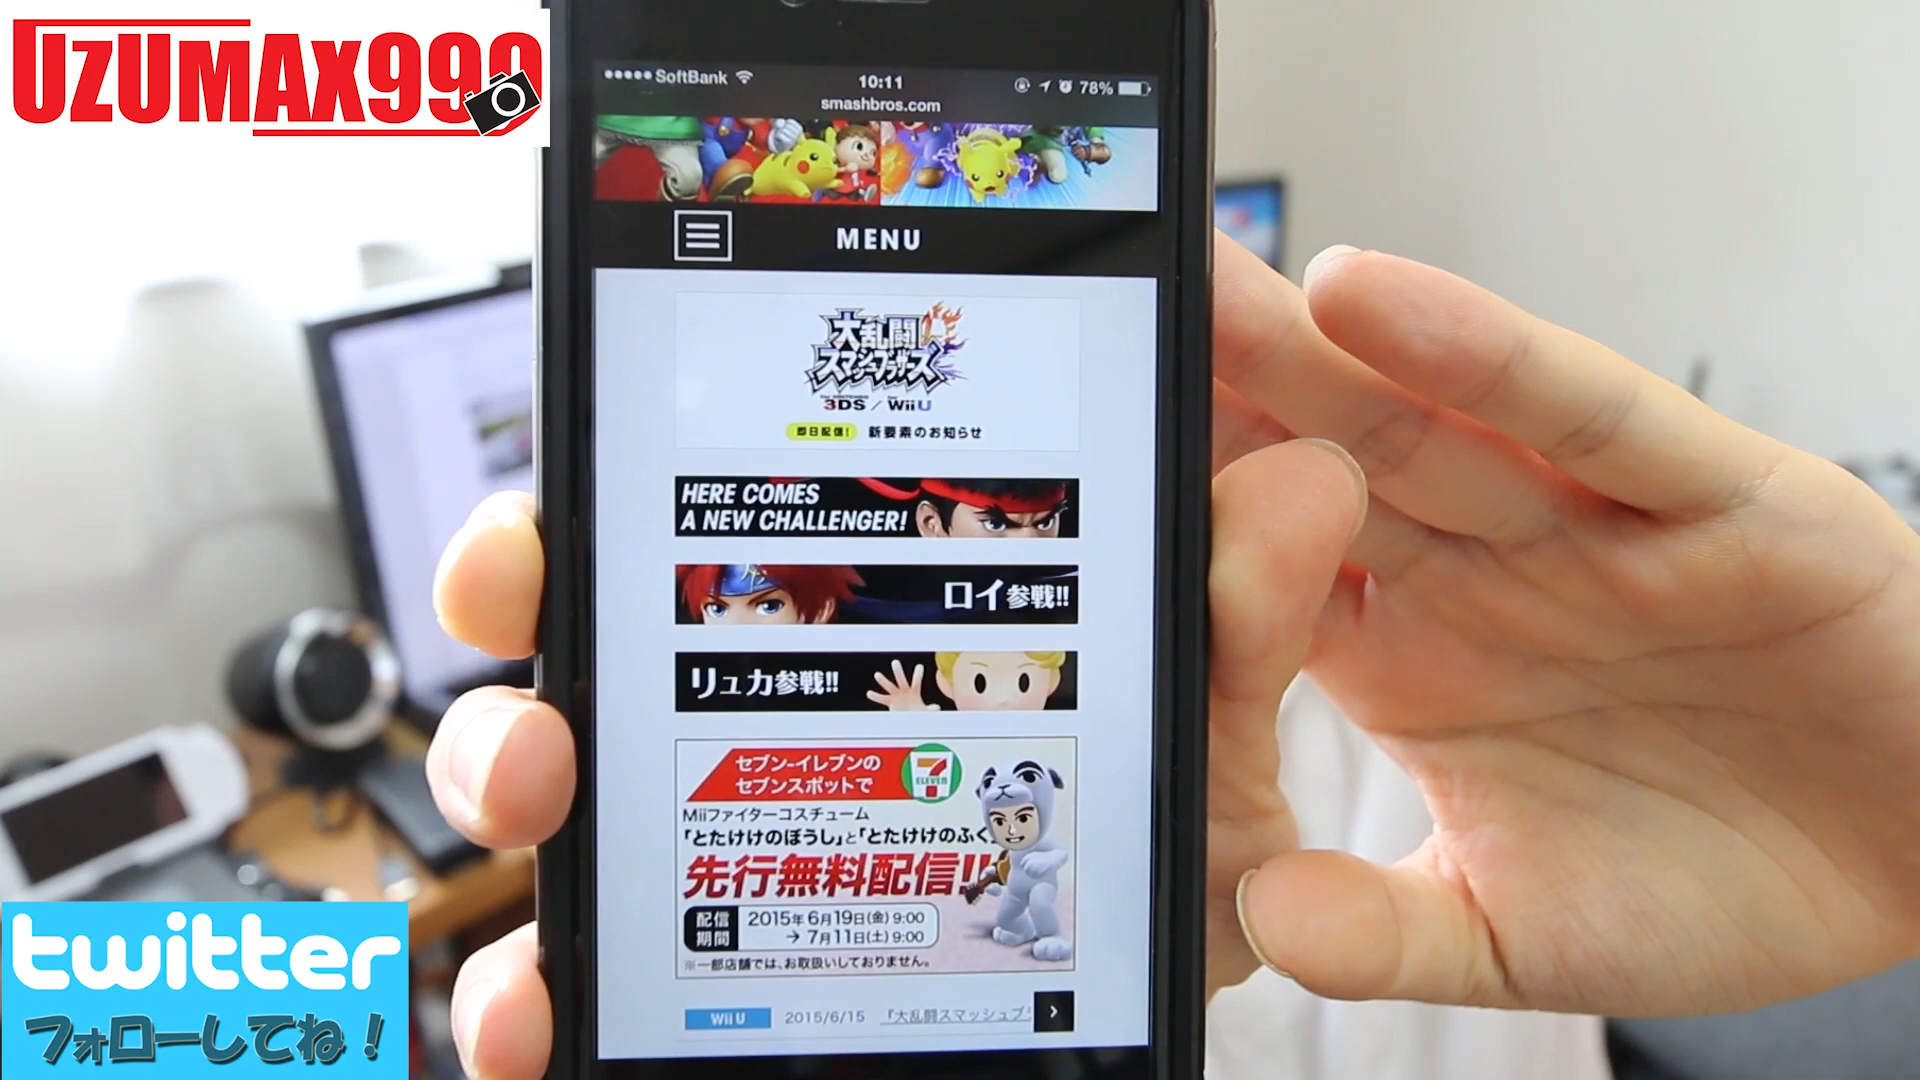 UZUMAX999
SoftBank
10:11
78%
smashbros.com
MENU
大乱闘
スマッシュブラザーズ
for NINTENDO 3DS / for Wii U
即日配信! 新要素のお知らせ
HERE COMES
A NEW CHALLENGER!
ロイ参戦!!
リュカ参戦!!
セブン-イレブンの
セブンスポットで
7 ELEVEN
Miiファイターコスチューム
「とたけけのぼうし」と「とたけけのふく」
先行無料配信!!
配信 2015年6月19日(金)9:00
期間 → 7月11日(土)9:00
※一部店舗では、お取扱いしておりません。
Wii U 2015/6/15 『大乱闘スマッシュブ
twitter
フォローしてね!